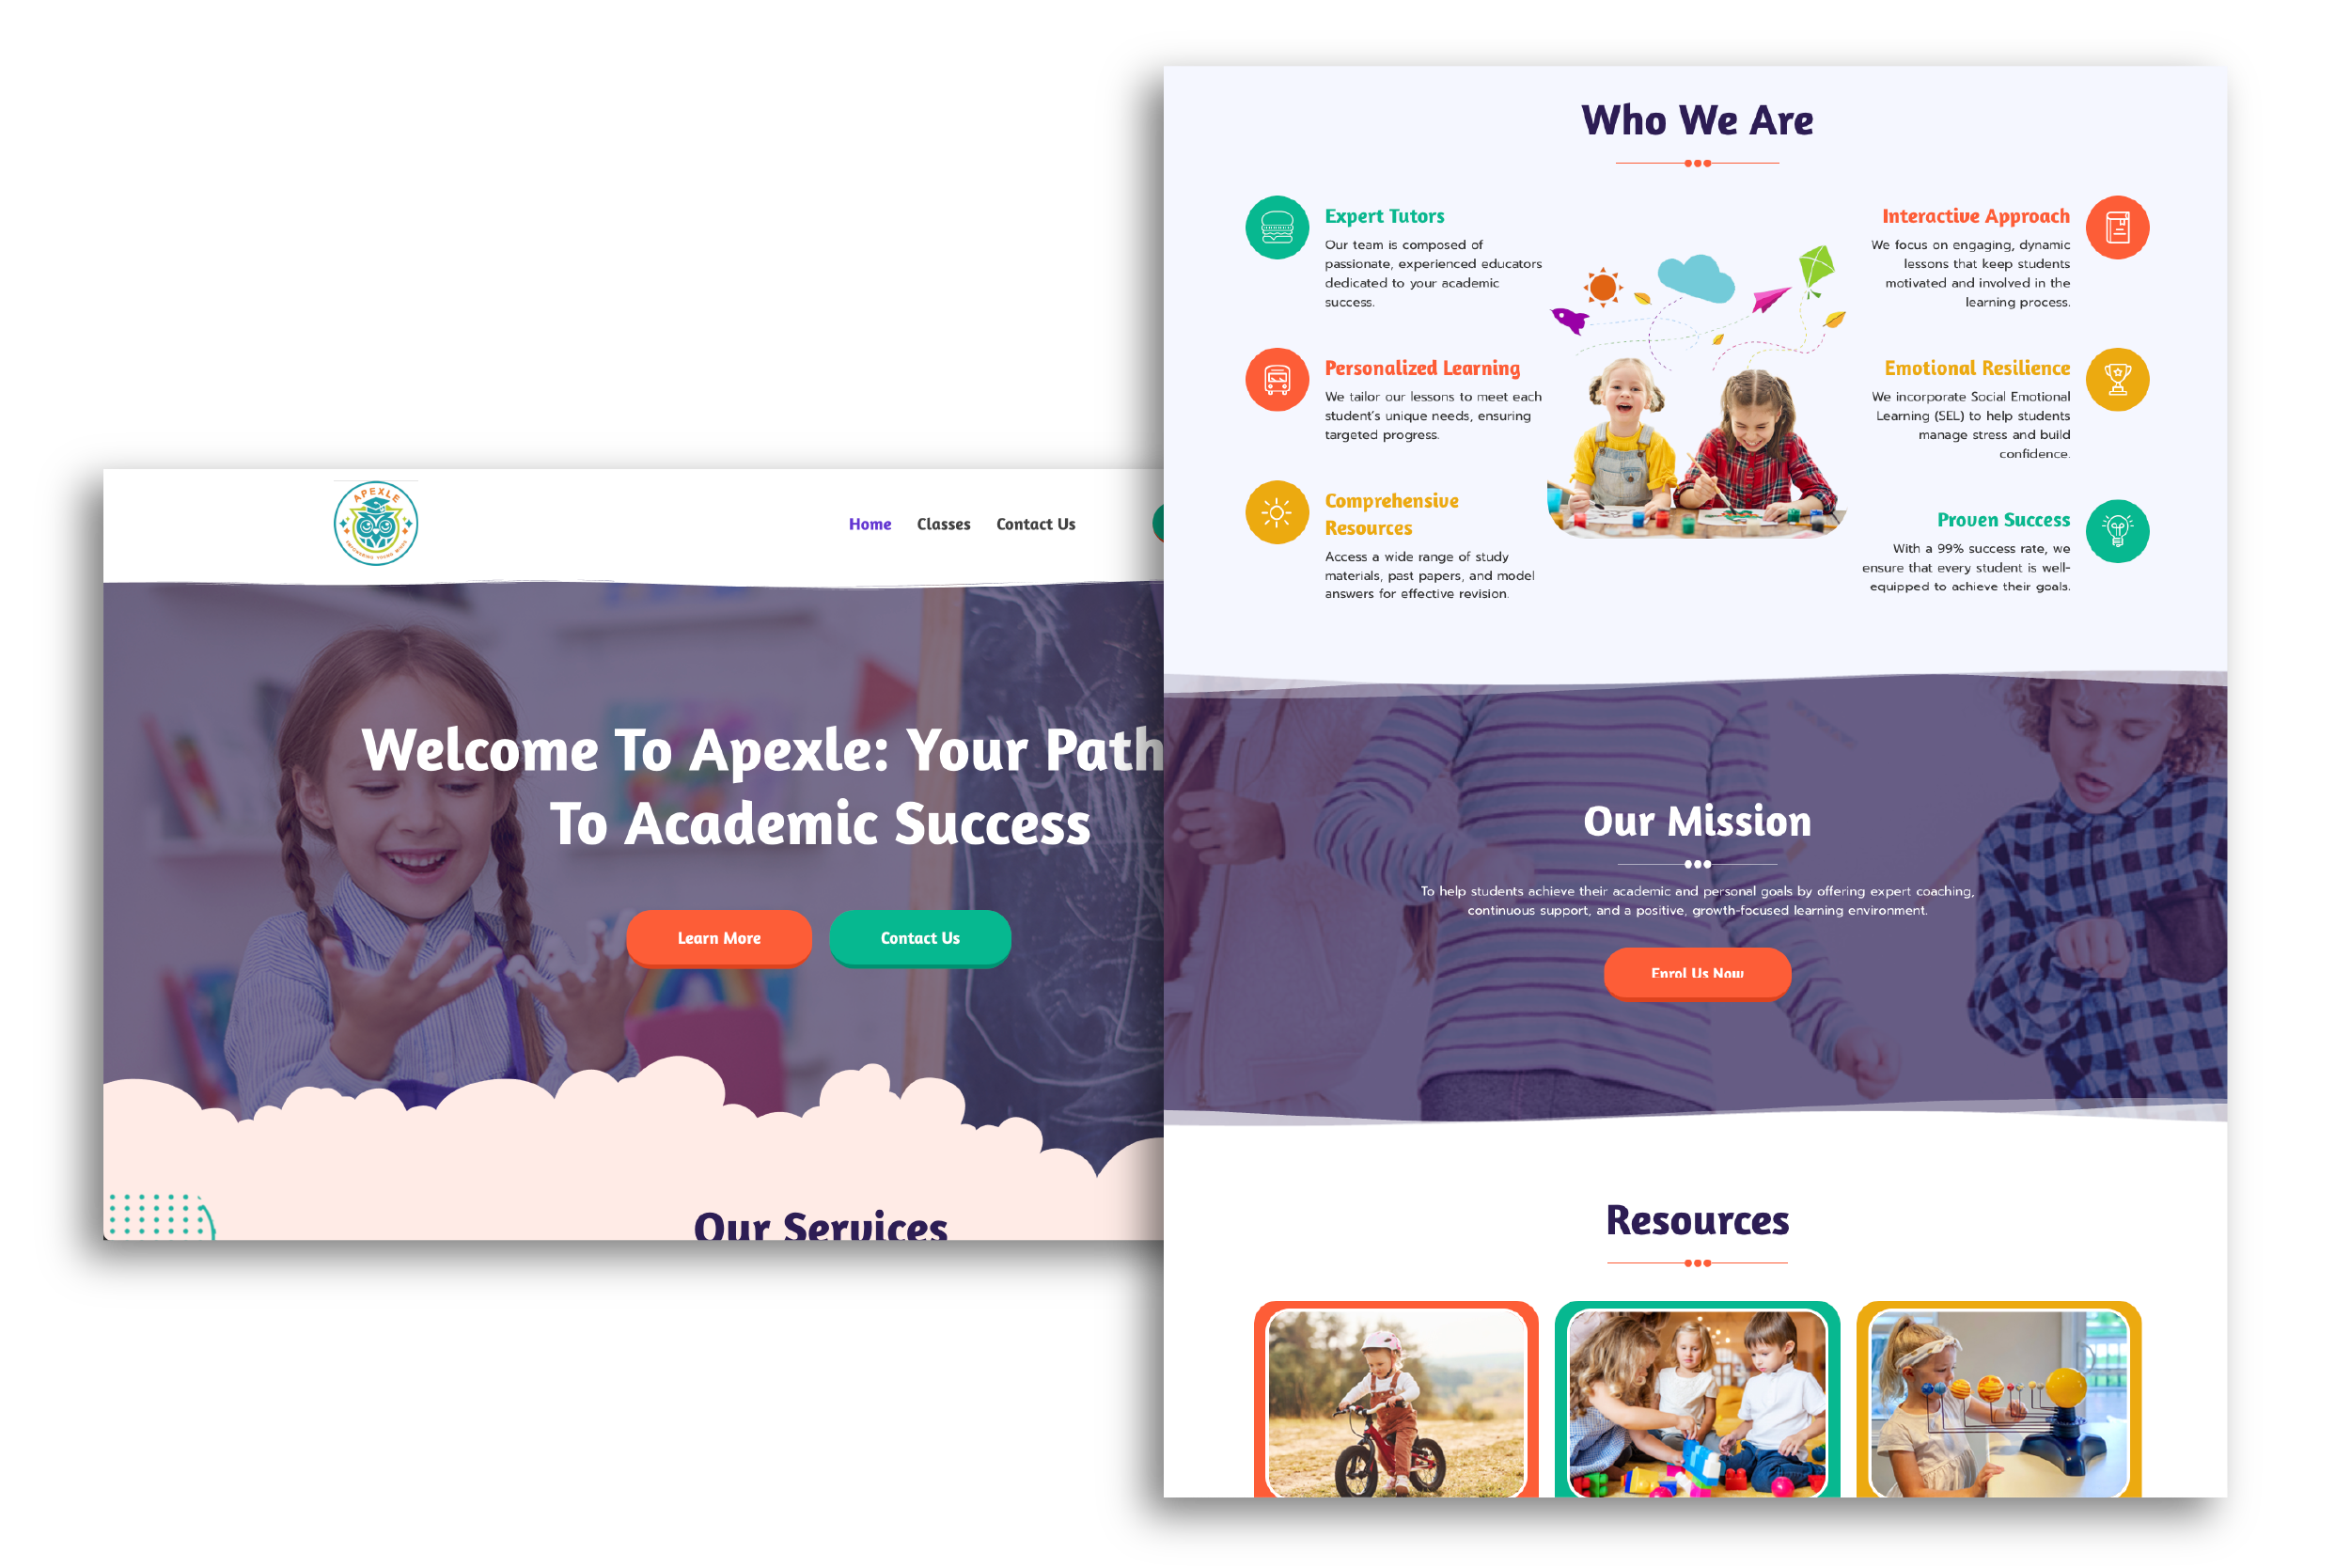 APEXLE
EMPOWERING YOUNG MINDS
Home
Classes
Contact Us
Welcome To Apexle: Your Path
To Academic Success
Learn More
Contact Us
Our Services
Who We Are
Expert Tutors
Our team is composed of
passionate, experienced educators
dedicated to your academic
success.
Personalized Learning
We tailor our lessons to meet each
student's unique needs, ensuring
targeted progress.
Comprehensive
Resources
Access a wide range of study
materials, past papers, and model
answers for effective revision.
Interactive Approach
We focus on engaging, dynamic
lessons that keep students
motivated and involved in the
learning process.
Emotional Resilience
We incorporate Social Emotional
Learning (SEL) to help students
manage stress and build
confidence.
Proven Success
With a 99% success rate, we
ensure that every student is well-
equipped to achieve their goals.
Our Mission
To help students achieve their academic and personal goals by offering expert coaching,
continuous support, and a positive, growth-focused learning environment.
Enrol Us Now
Resources